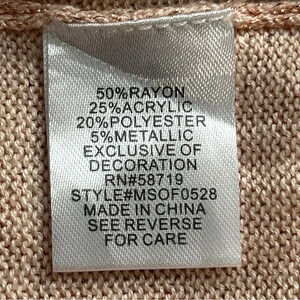 50%RAYON
25%ACRYLIC
20%POLYESTER
5%METALLIC
EXCLUSIVE OF
DECORATION
RN#58719
STYLE#MSOF0528
MADE IN CHINA
SEE REVERSE
FOR CARE